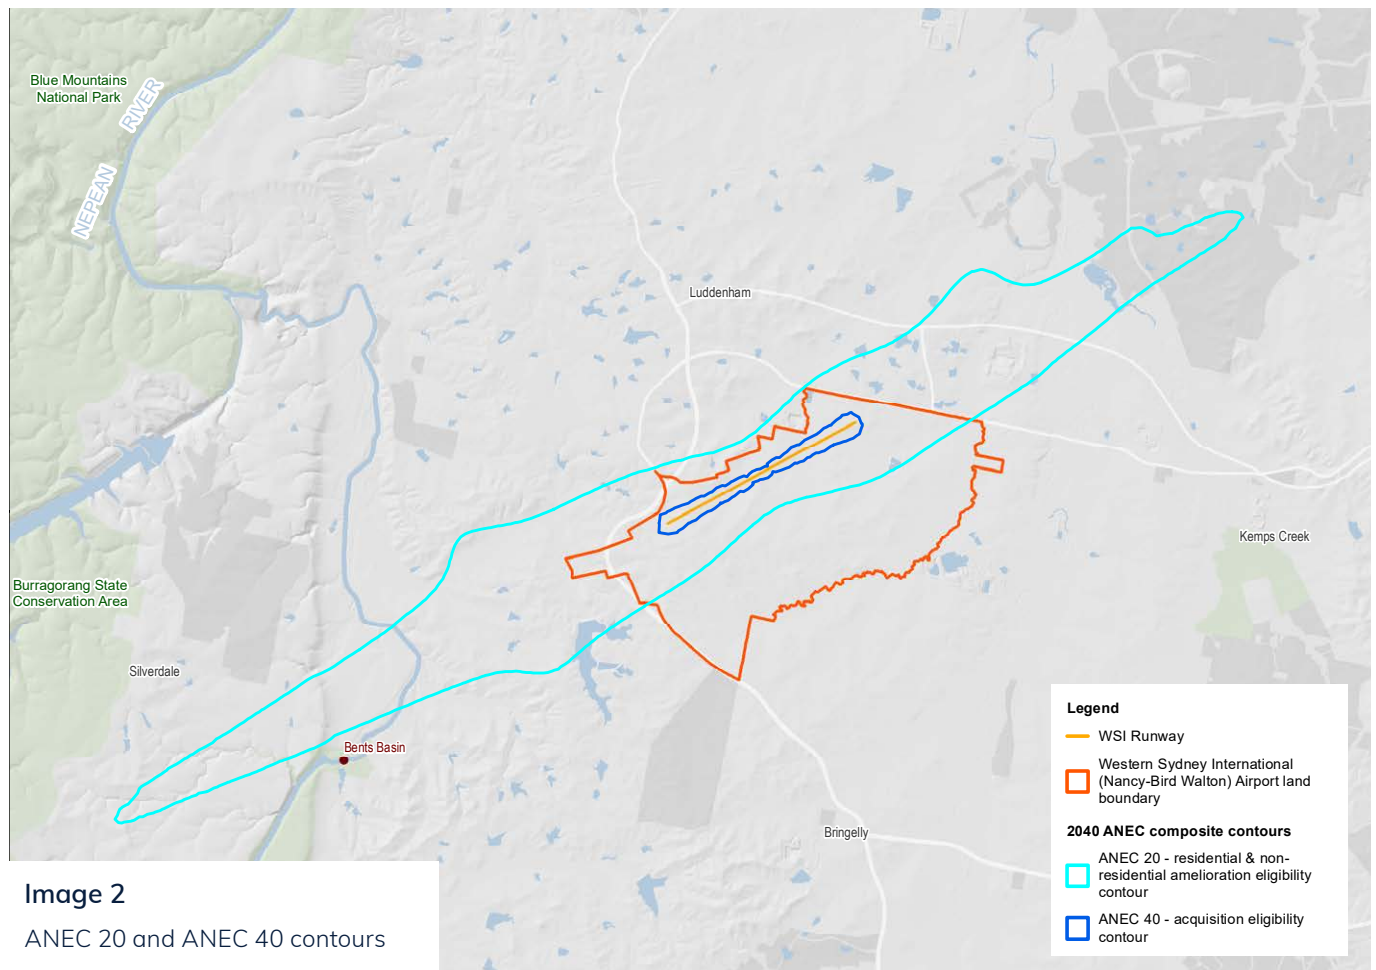 Blue Mountains
National Park
NEPEAN RIVER
Luddenham
Kemps Creek
Burragorang State
Conservation Area
Silverdale
Bents Basin
Bringelly
Legend
WSI Runway
Western Sydney International
(Nancy-Bird Walton) Airport land
boundary
2040 ANEC composite contours
ANEC 20 - residential & non-
residential amelioration eligibility
contour
ANEC 40 - acquisition eligibility
contour
Image 2
ANEC 20 and ANEC 40 contours